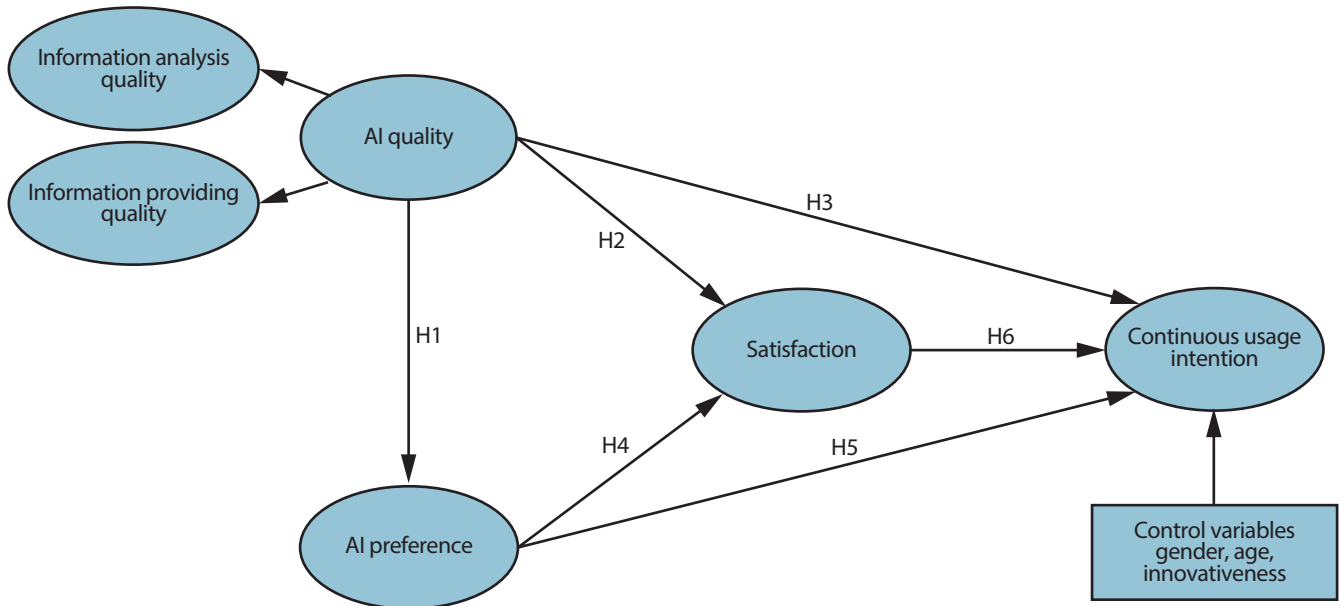 Information analysis
quality
AI quality
Information providing
quality
H3
H2
H1
Satisfaction
H6
Continuous usage
intention
H4
H5
AI preference
Control variables
gender, age,
innovativeness